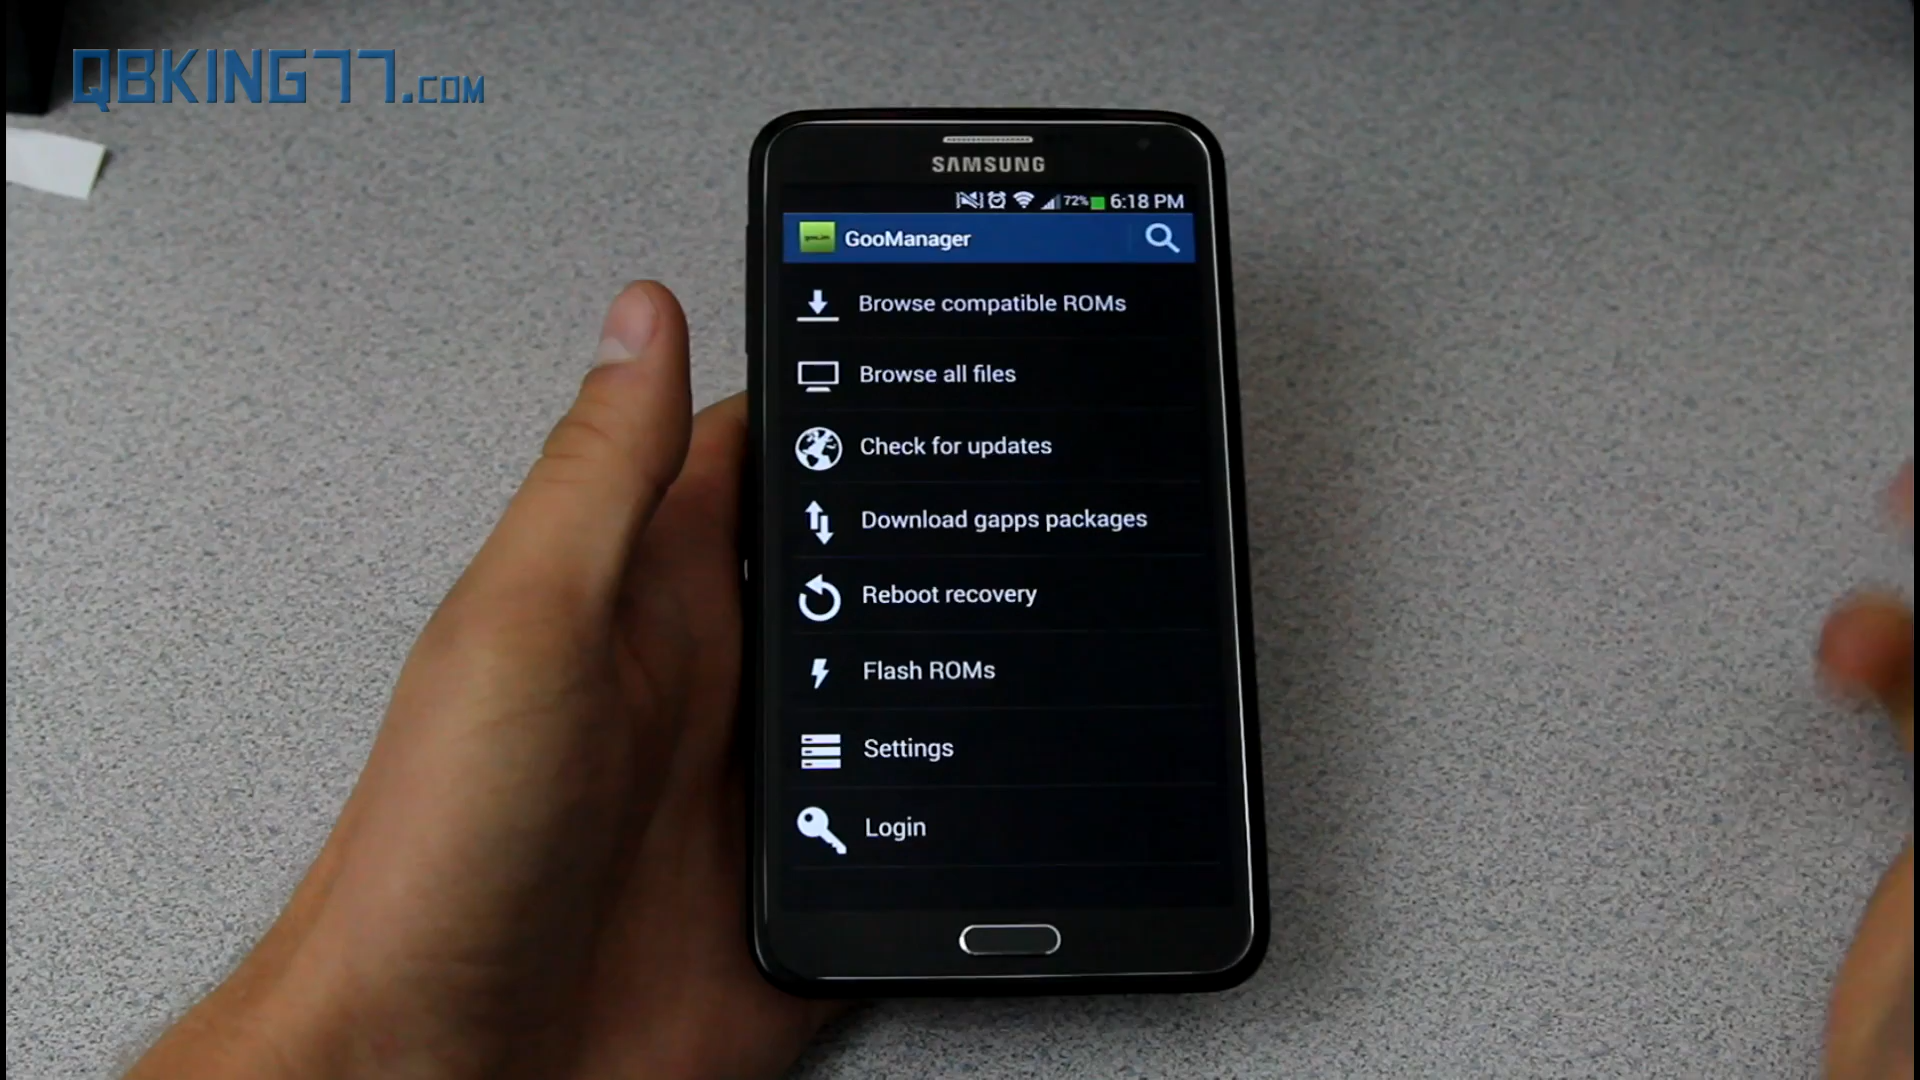 QBKING77.COM
SAMSUNG
72% 6:18 PM
GooManager
Browse compatible ROMs
Browse all files
Check for updates
Download gapps packages
Reboot recovery
Flash ROMs
Settings
Login